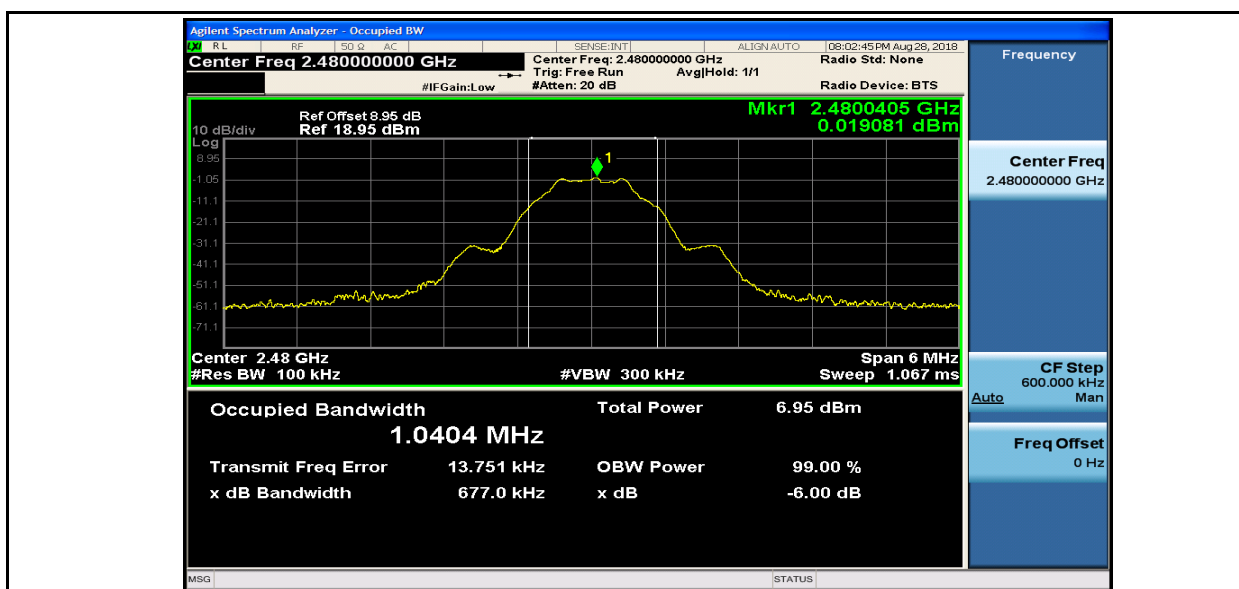 Agilent Spectrum Analyzer - Occupied BW
LXI RL RF 50 Ω AC SENSE:INT ALIGN AUTO 08:02:45 PM Aug 28, 2018
Center Freq 2.480000000 GHz
Center Freq: 2.480000000 GHz
Radio Std: None
Trig: Free Run Avg|Hold: 1/1
#IFGain:Low
#Atten: 20 dB
Radio Device: BTS
Mkr1 2.4800405 GHz
0.019081 dBm
Ref Offset 8.95 dB
10 dB/div Ref 18.95 dBm
Log
8.95
1
-1.05
-11.1
-21.1
-31.1
-41.1
-51.1
-61.1
-71.1
Center 2.48 GHz Span 6 MHz
#Res BW 100 kHz #VBW 300 kHz Sweep 1.067 ms
Occupied Bandwidth Total Power 6.95 dBm
1.0404 MHz
Transmit Freq Error 13.751 kHz OBW Power 99.00 %
x dB Bandwidth 677.0 kHz x dB -6.00 dB
MSG STATUS
Frequency
Center Freq
2.480000000 GHz
CF Step
600.000 kHz
Auto Man
Freq Offset
0 Hz